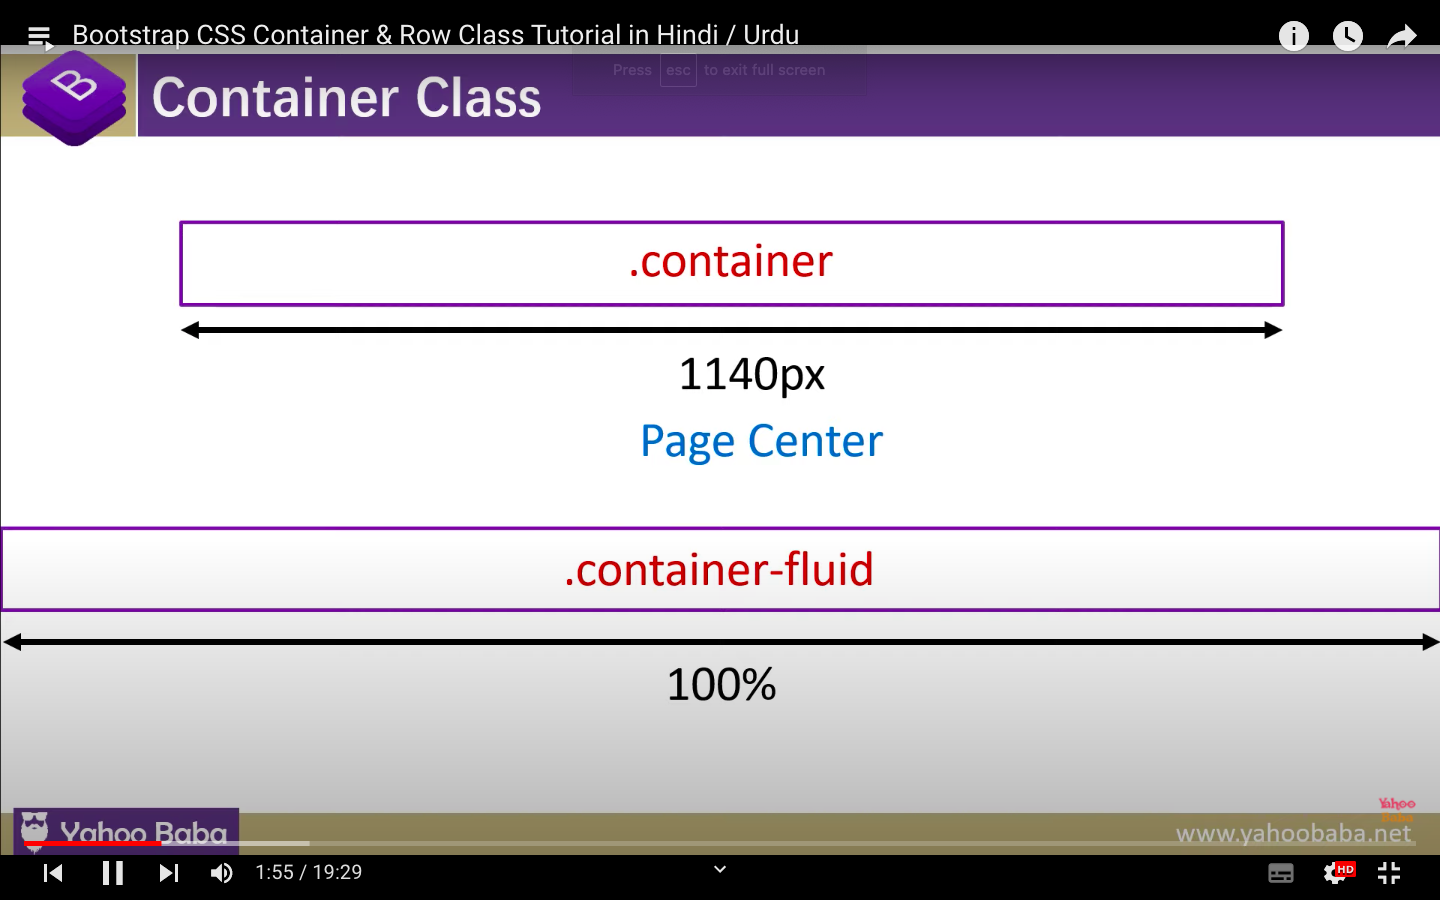 Bootstrap CSS Container & Row Class Tutorial in Hindi / Urdu
Press esc to exit full screen
B
Container Class
.container
1140px
Page Center
.container-fluid
100%
Yahoo Baba
Yahoo
Baba
www.yahoobaba.net
1:55 / 19:29
HD